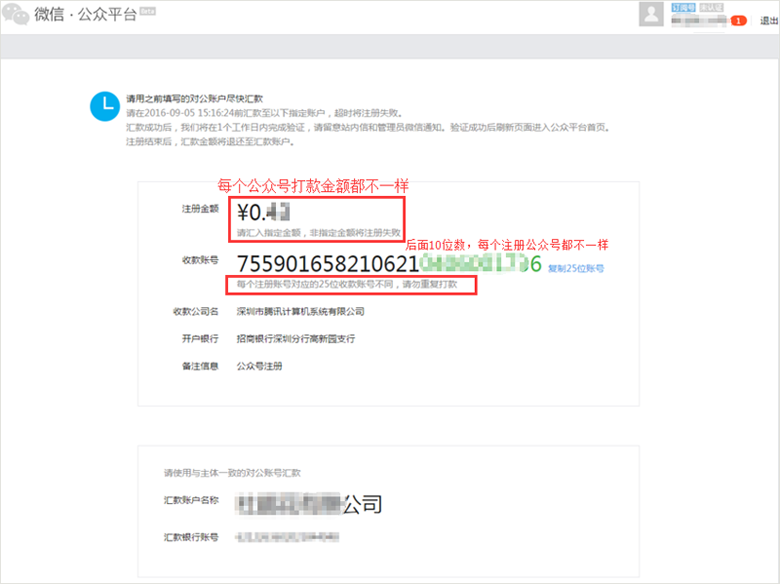 微信·公众平台 Beta
订阅号 未认证
1
退出
请用之前填写的对公账户尽快汇款
请在2016-09-05 15:16:24前汇款至以下指定账户，超时将注册失败。
汇款成功后，我们将在1个工作日内完成验证，请留意站内信和管理员微信通知。验证成功后刷新页面进入公众平台首页。
注册结束后，汇款金额将退还至汇款账户。
每个公众号打款金额都不一样
注册金额 ¥0.
请汇入指定金额，非指定金额将注册失败
后面10位数，每个注册公众号都不一样
收款账号 755901658210621 6 复制25位账号
每个注册账号对应的25位收款账号不同，请勿重复打款
收款公司名 深圳市腾讯计算机系统有限公司
开户银行 招商银行深圳分行高新园支行
备注信息 公众号注册
请使用与主体一致的对公账号汇款
汇款账户名称 公司
汇款银行账号